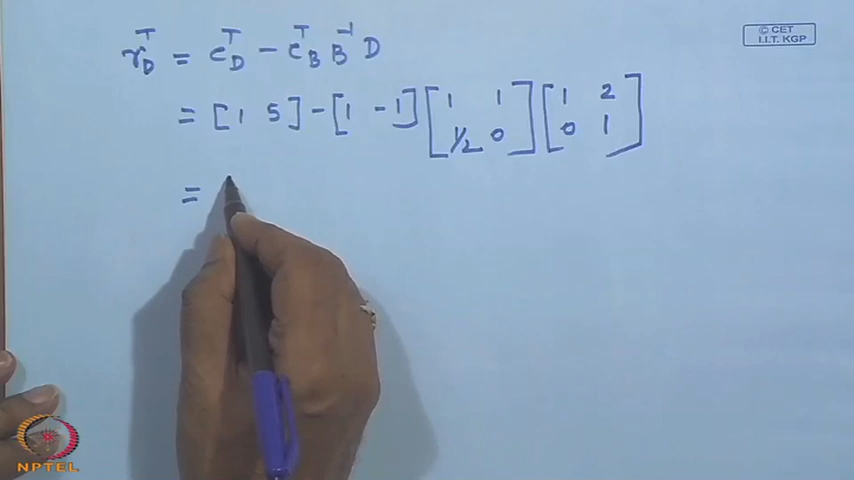 © CET
I.I.T. KGP
r_D^T = c_D^T - c_B^T B^{-1} D
= [1 5] - [1 -1] [1 1; 1/2 0] [1 2; 0 1]
=
NPTEL